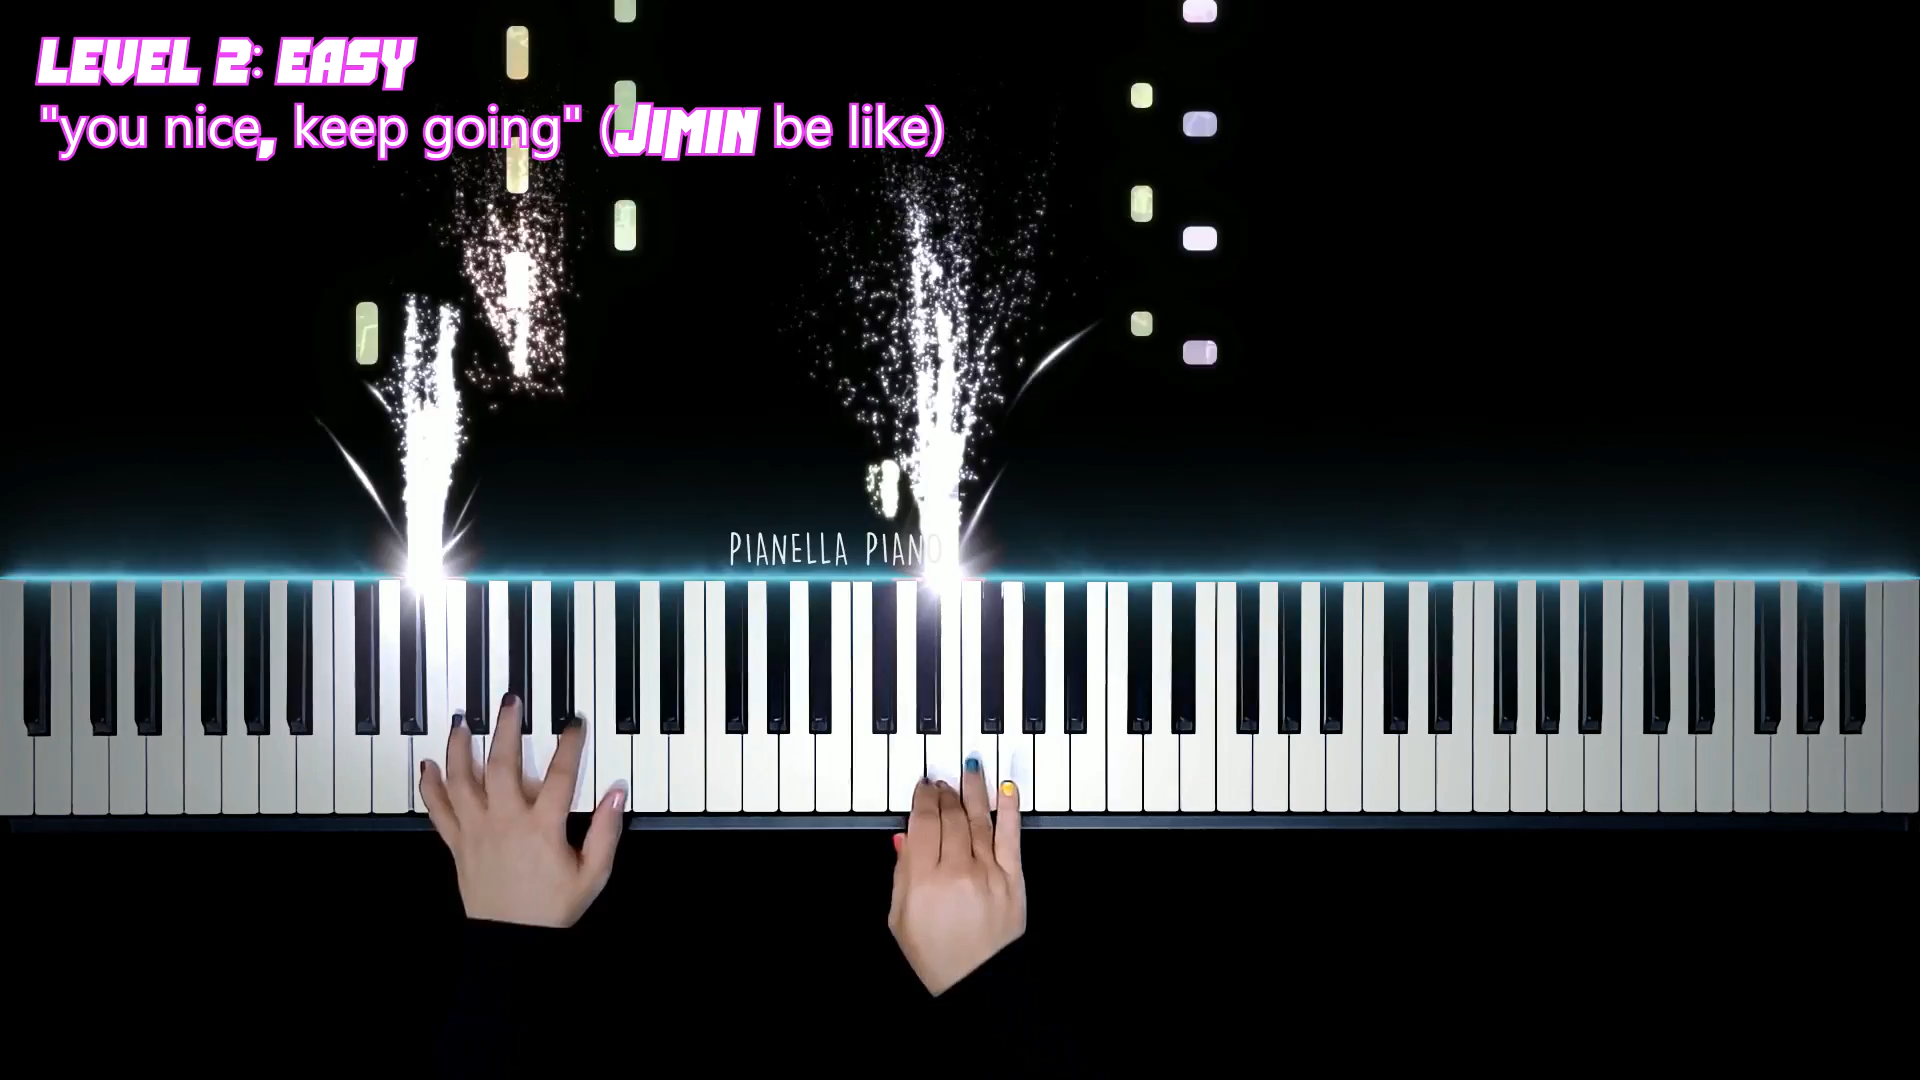 LEVEL 2: EASY
"you nice, keep going" (JIMIN be like)
PIANELLA PIANO